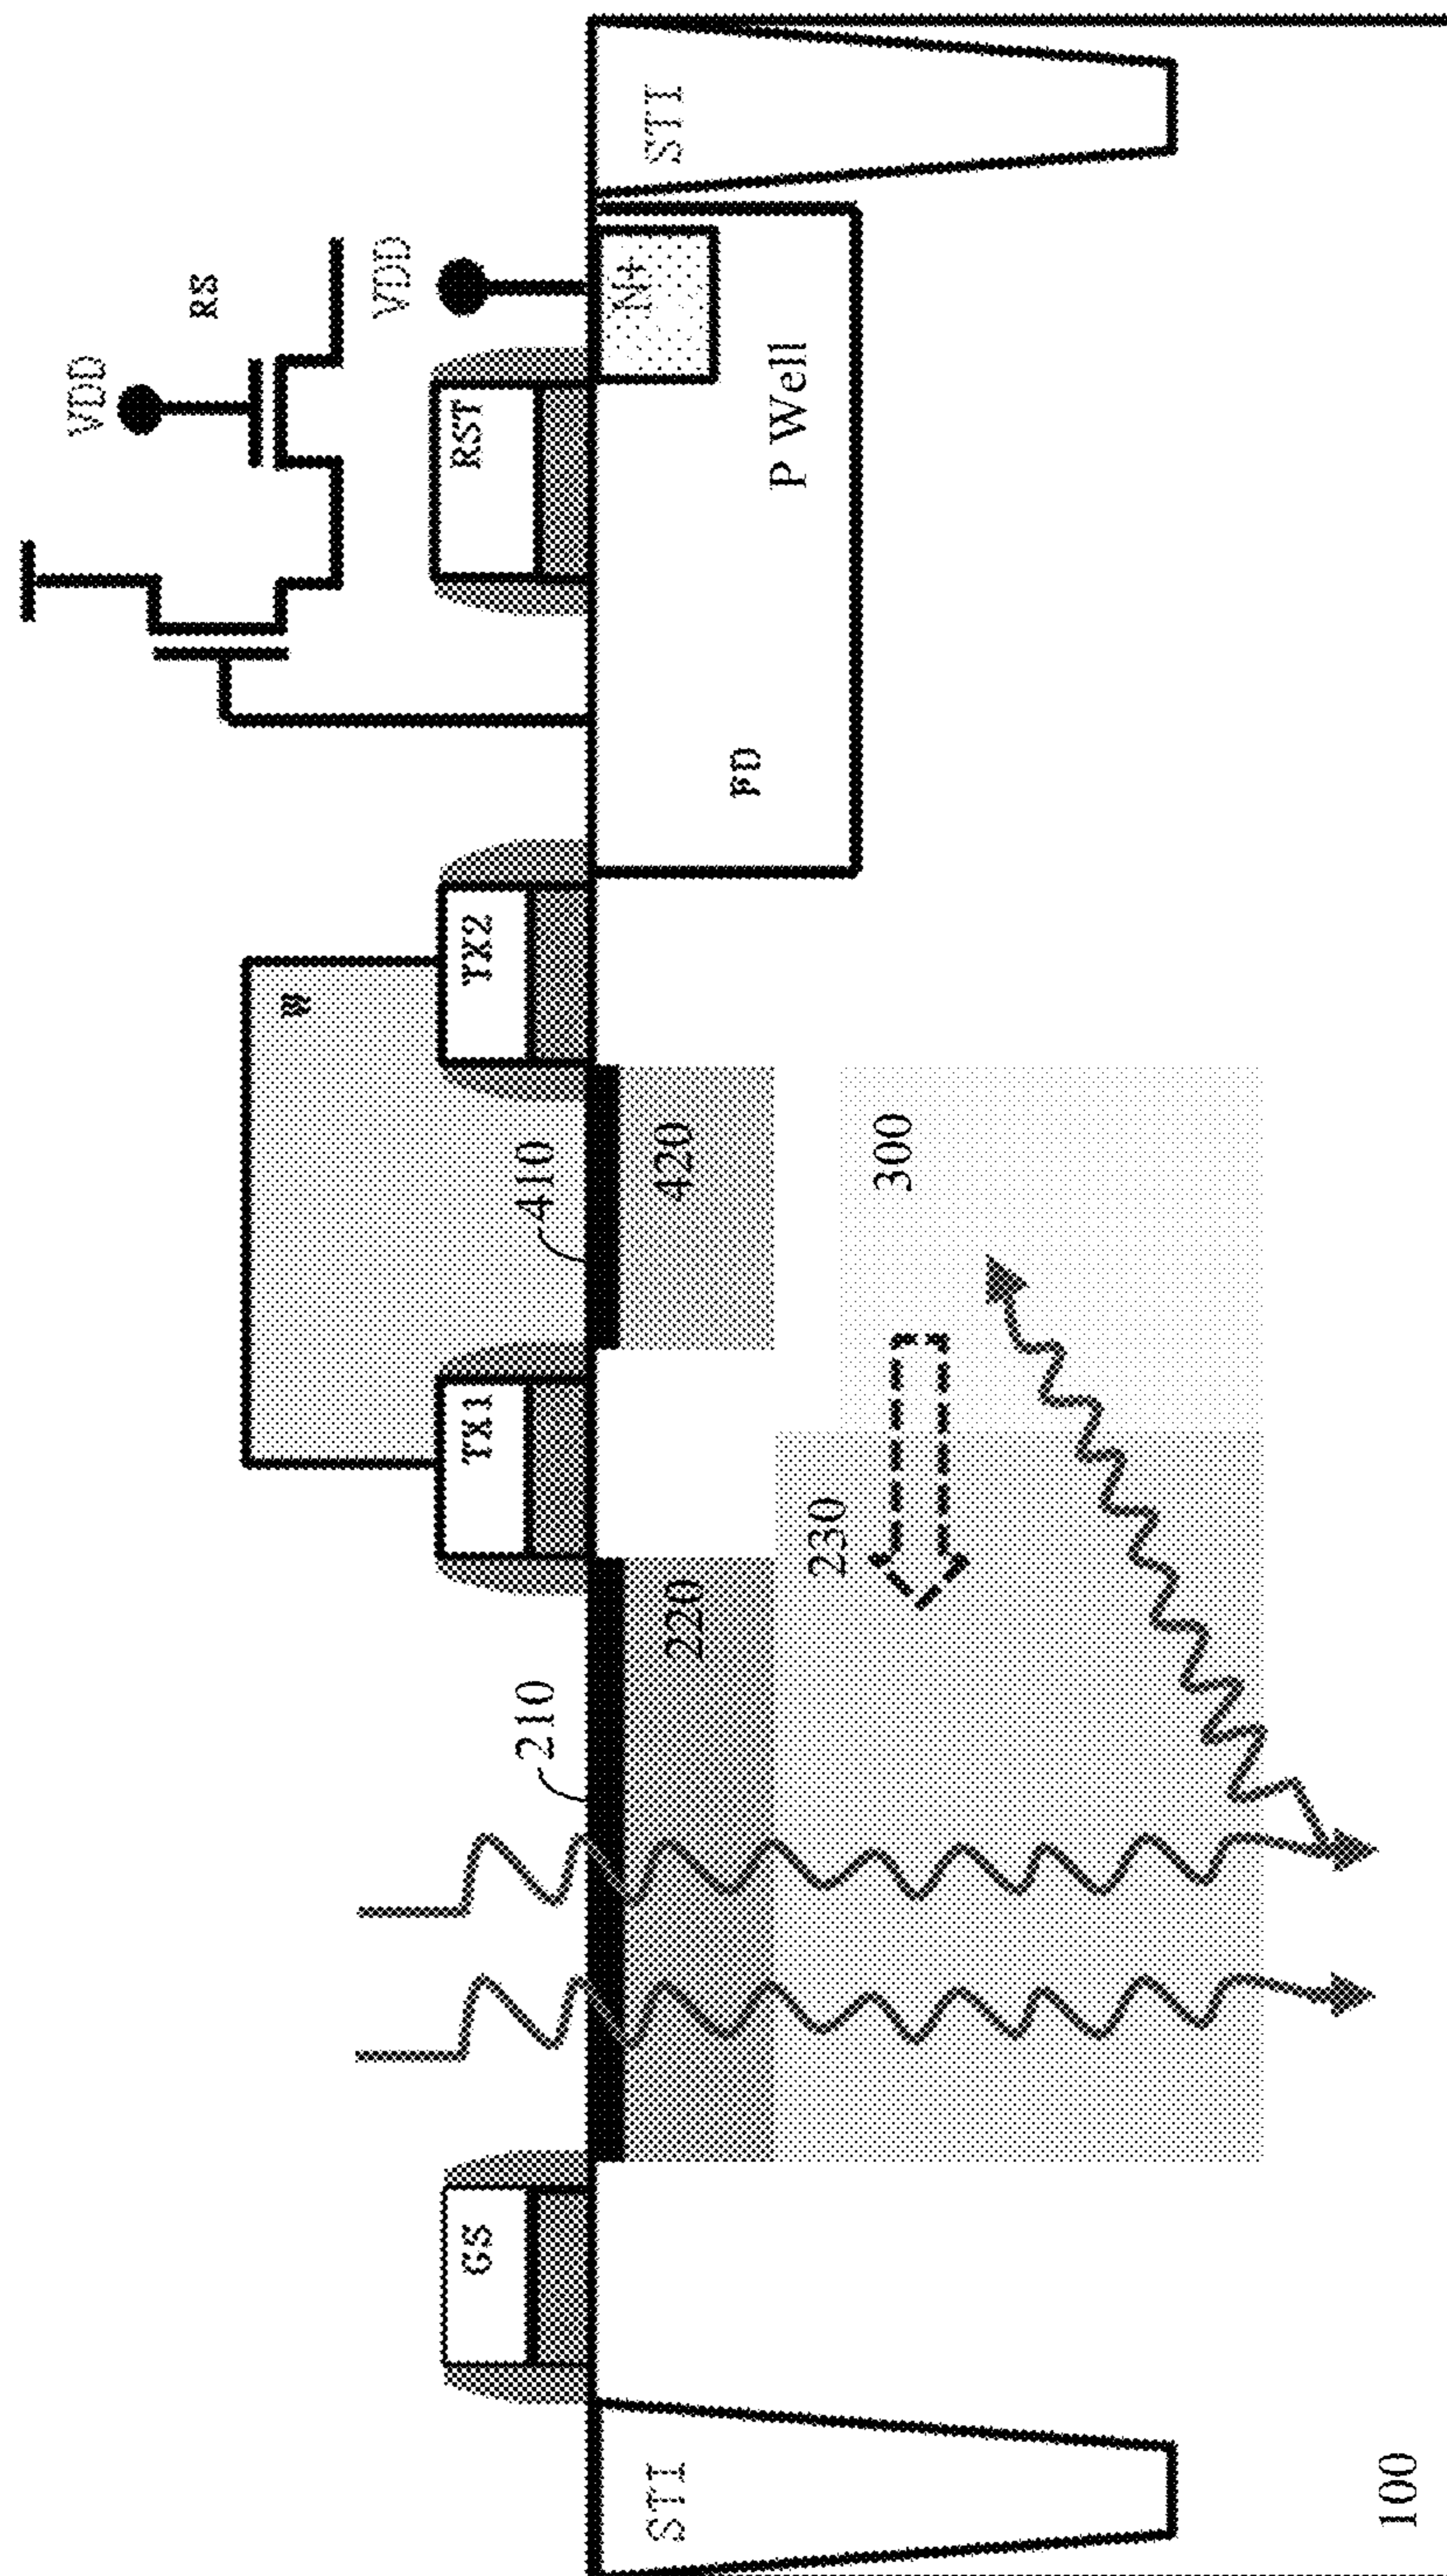 VDD
RS
W
VDD
GS
TX1
TX2
RST
210
410
STI
220
420
N+
STI
FD
P Well
230
300
100